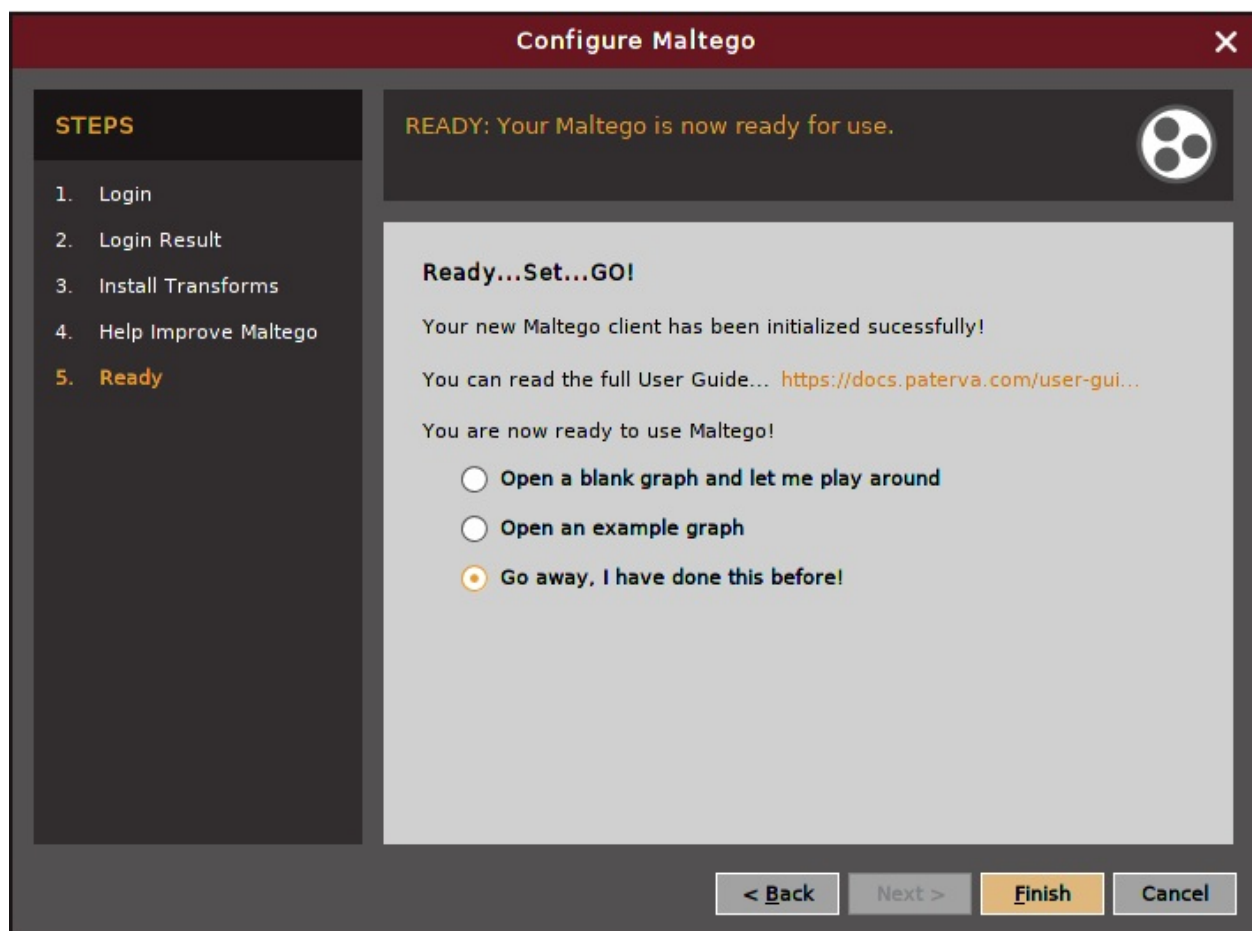 Configure Maltego
STEPS
1. Login
2. Login Result
3. Install Transforms
4. Help Improve Maltego
5. Ready
READY: Your Maltego is now ready for use.
Ready...Set...GO!
Your new Maltego client has been initialized sucessfully!
You can read the full User Guide... https://docs.paterva.com/user-gui...
You are now ready to use Maltego!
Open a blank graph and let me play around
Open an example graph
Go away, I have done this before!
< Back Next > Finish Cancel